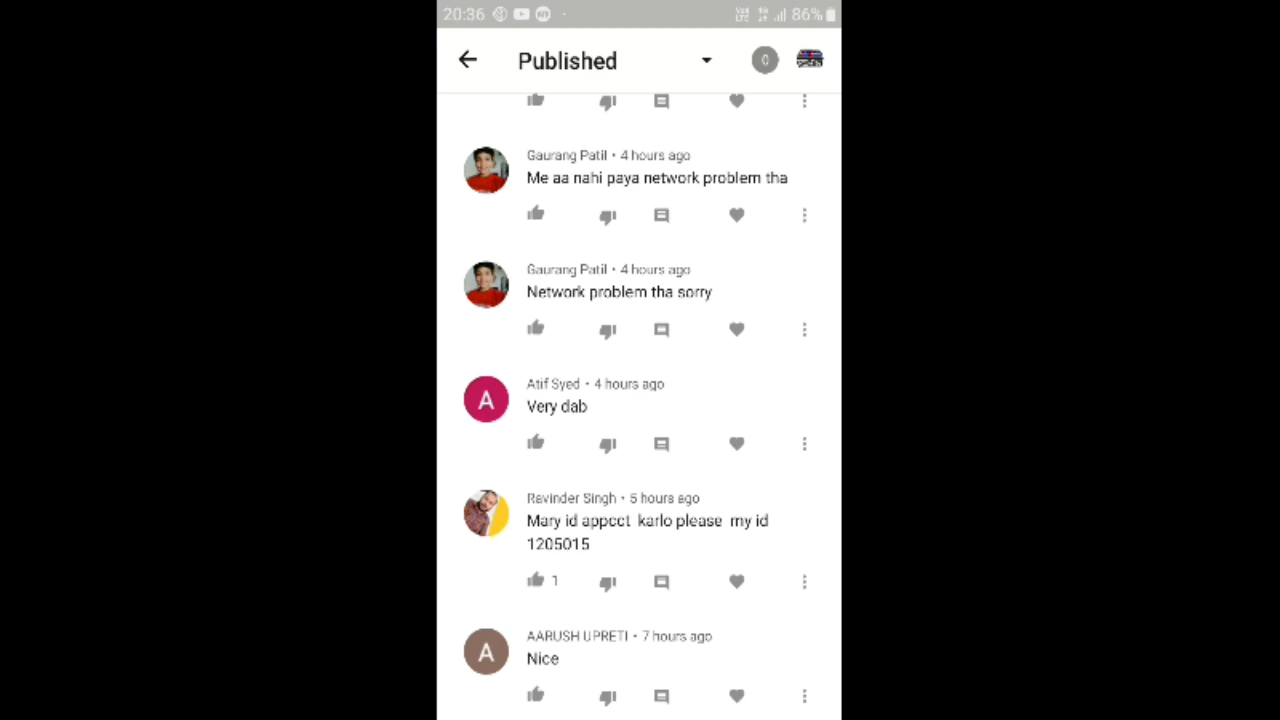 20:36 86%
Published 0
Gaurang Patil • 4 hours ago
Me aa nahi paya network problem tha
Gaurang Patil • 4 hours ago
Network problem tha sorry
A
Atif Syed • 4 hours ago
Very dab
Ravinder Singh • 5 hours ago
Mary id appcct karlo please my id
1205015
1
A
AARUSH UPRETI • 7 hours ago
Nice